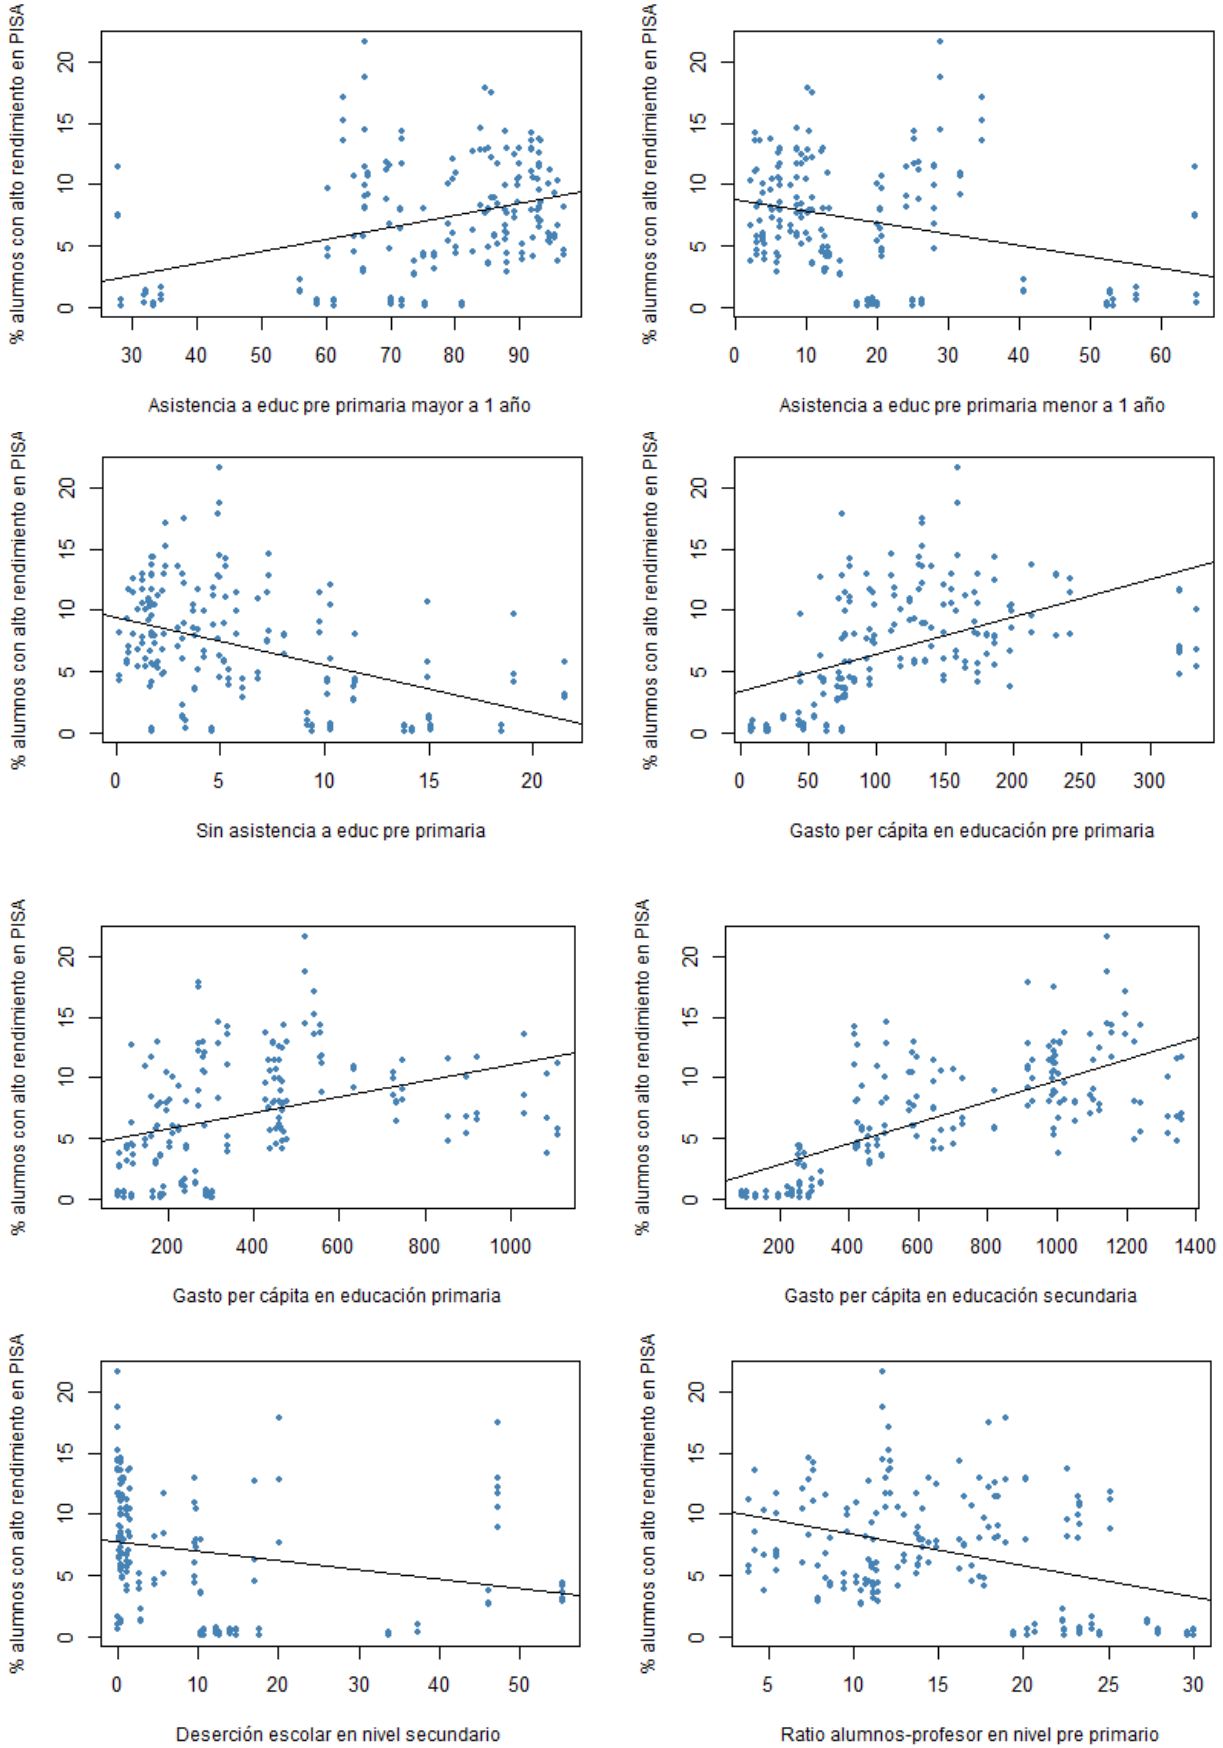 % alumnos con alto rendimiento en PISA
0 5 10 15 20
30 40 50 60 70 80 90
Asistencia a educ pre primaria mayor a 1 año
% alumnos con alto rendimiento en PISA
0 5 10 15 20
0 10 20 30 40 50 60
Asistencia a educ pre primaria menor a 1 año
% alumnos con alto rendimiento en PISA
0 5 10 15 20
0 5 10 15 20
Sin asistencia a educ pre primaria
% alumnos con alto rendimiento en PISA
0 5 10 15 20
0 50 100 150 200 250 300
Gasto per cápita en educación pre primaria
% alumnos con alto rendimiento en PISA
0 5 10 15 20
200 400 600 800 1000
Gasto per cápita en educación primaria
% alumnos con alto rendimiento en PISA
0 5 10 15 20
200 400 600 800 1000 1200 1400
Gasto per cápita en educación secundaria
% alumnos con alto rendimiento en PISA
0 5 10 15 20
0 10 20 30 40 50
Deserción escolar en nivel secundario
% alumnos con alto rendimiento en PISA
0 5 10 15 20
5 10 15 20 25 30
Ratio alumnos-profesor en nivel pre primario